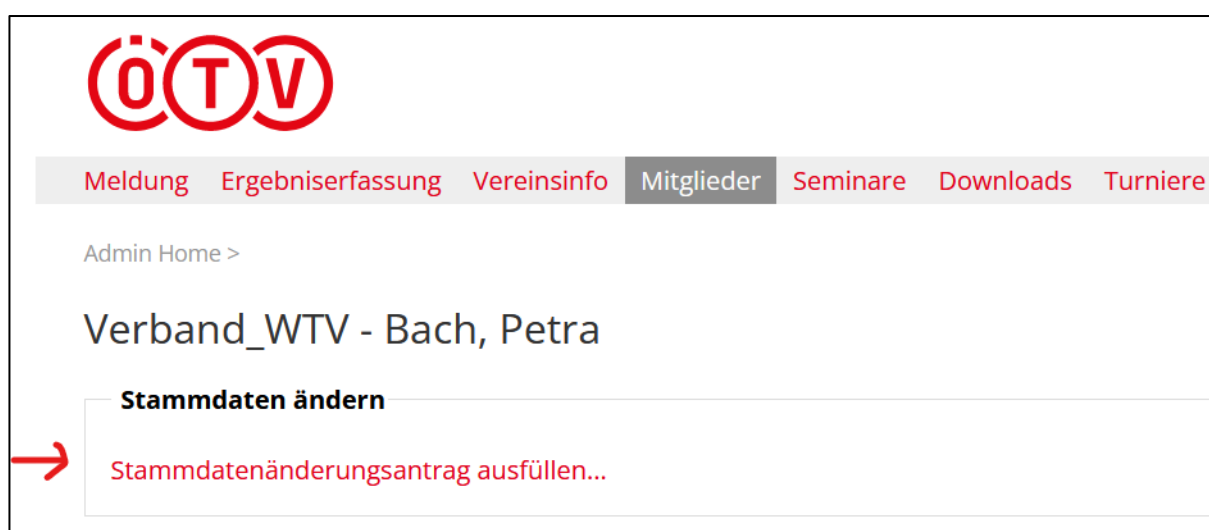 ÖTV
Meldung Ergebniserfassung Vereinsinfo Mitglieder Seminare Downloads Turniere
Admin Home >
Verband_WTV - Bach, Petra
Stammdaten ändern
Stammdatenänderungsantrag ausfüllen...